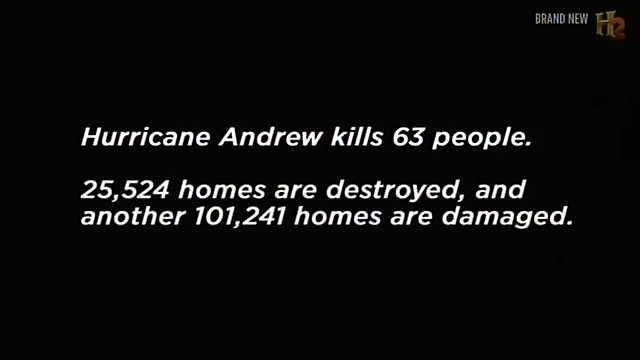 BRAND NEW H2
Hurricane Andrew kills 63 people.
25,524 homes are destroyed, and
another 101,241 homes are damaged.